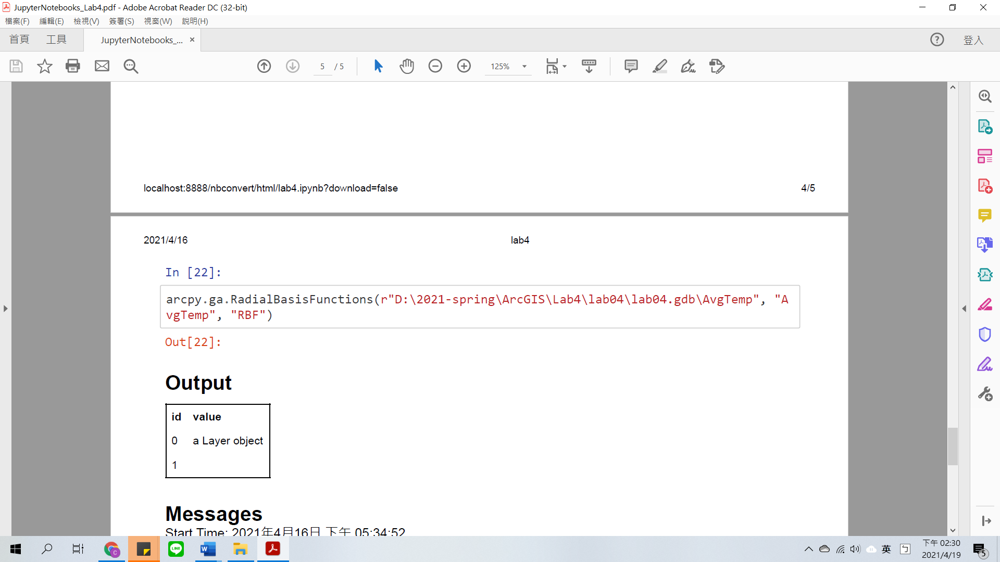 JupyterNotebooks_Lab4.pdf - Adobe Acrobat Reader DC (32-bit)
檔案(F) 編輯(E) 檢視(V) 簽署(S) 視窗(W) 說明(H)
首頁 工具 JupyterNotebooks_... × ? 登入
5 / 5 125%
localhost:8888/nbconvert/html/lab4.ipynb?download=false 4/5
2021/4/16 lab4
In [22]:
arcpy.ga.RadialBasisFunctions(r"D:\2021-spring\ArcGIS\Lab4\lab04\lab04.gdb\AvgTemp", "A
vgTemp", "RBF")
Out[22]:
Output
id value
0 a Layer object
1
Messages
Start Time: 2021年4月16日 下午 05:34:52
LINE
英 ㄅ 下午 02:30
2021/4/19 5